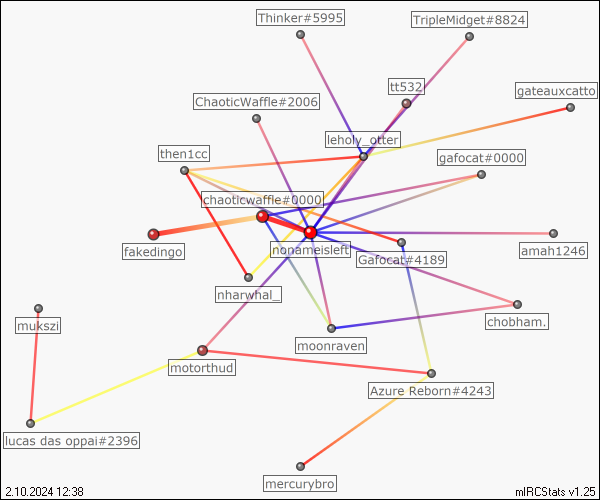 Thinker#5995
TripleMidget#8824
tt532
gateauxcatto
ChaoticWaffle#2006
leholy_otter
then1cc
gafocat#0000
chaoticwaffle#0000
fakedingo
nonameisleft
Gafocat#4189
amah1246
nharwhal_
chobham.
mukszi
moonraven
motorthud
Azure Reborn#4243
lucas das oppai#2396
mercurybro
2.10.2024 12:38
mIRCStats v1.25